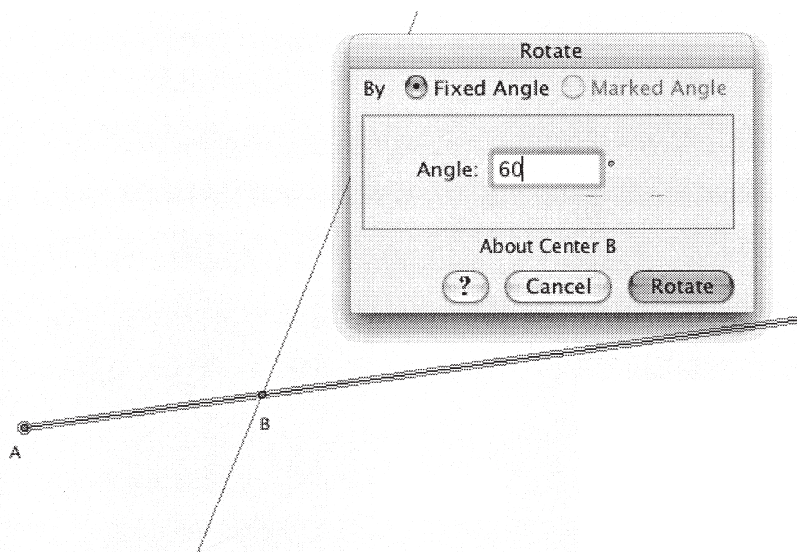 Rotate
By Fixed Angle Marked Angle
Angle: 60 °
About Center B
? Cancel Rotate
B
A